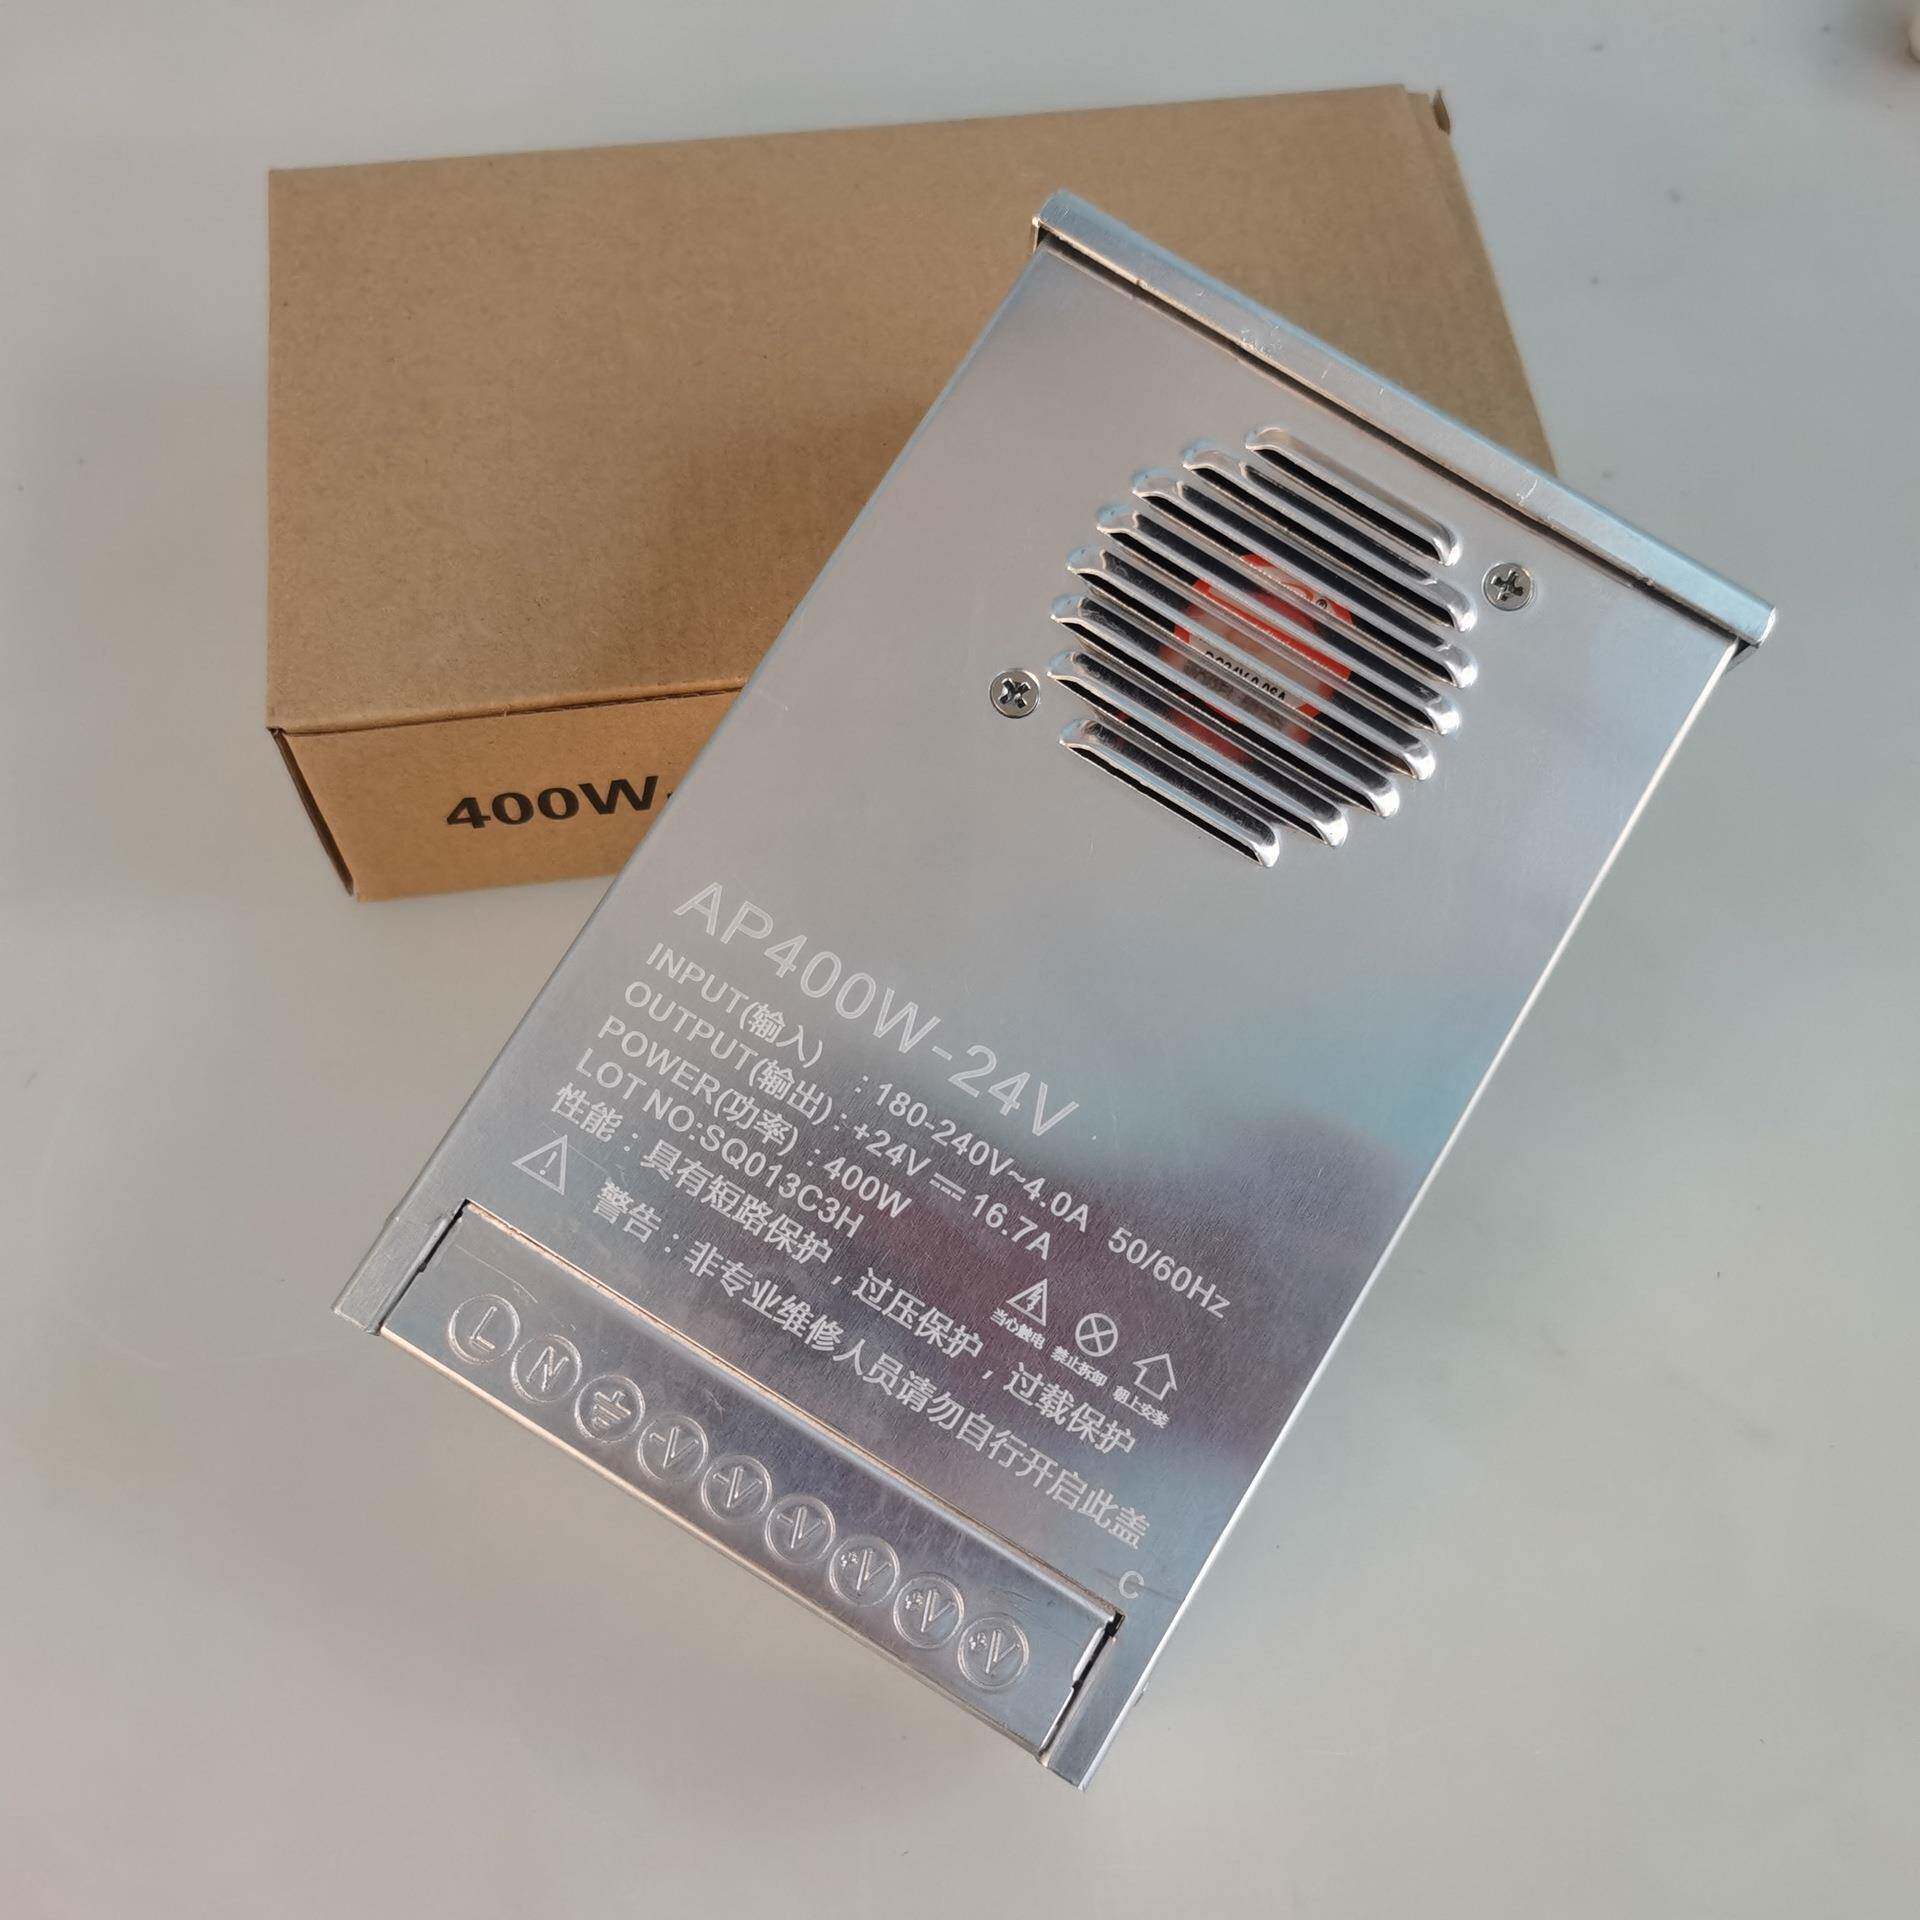 400W
AP400W-24V
INPUT(输入) : 180-240V~4.0A 50/60Hz
OUTPUT(输出) : +24V ⎓ 16.7A
POWER(功率) : 400W
LOT NO:SQ013C3H
性能：具有短路保护，过压保护，过载保护
警告：非专业维修人员请勿自行开启此盖
当心触电 禁止拆卸 朝上安装
C
L N -V -V -V +V +V +V